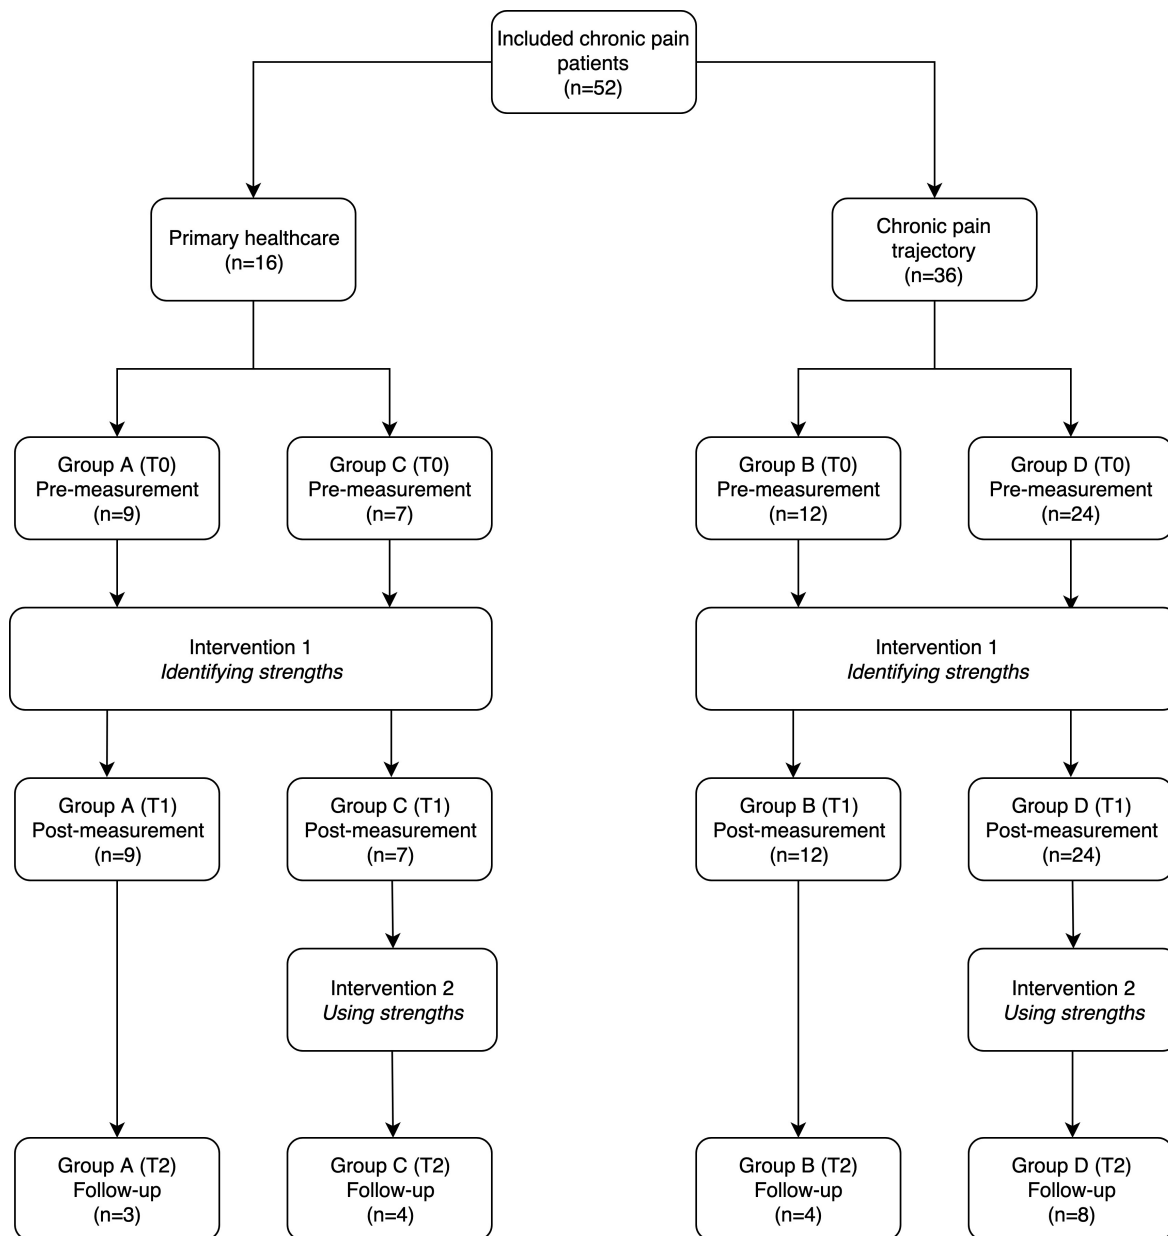 Included chronic pain
patients
(n=52)
Primary healthcare
(n=16)
Chronic pain
trajectory
(n=36)
Group A (T0)
Pre-measurement
(n=9)
Group C (T0)
Pre-measurement
(n=7)
Group B (T0)
Pre-measurement
(n=12)
Group D (T0)
Pre-measurement
(n=24)
Intervention 1
Identifying strengths
Intervention 1
Identifying strengths
Group A (T1)
Post-measurement
(n=9)
Group C (T1)
Post-measurement
(n=7)
Group B (T1)
Post-measurement
(n=12)
Group D (T1)
Post-measurement
(n=24)
Intervention 2
Using strengths
Intervention 2
Using strengths
Group A (T2)
Follow-up
(n=3)
Group C (T2)
Follow-up
(n=4)
Group B (T2)
Follow-up
(n=4)
Group D (T2)
Follow-up
(n=8)